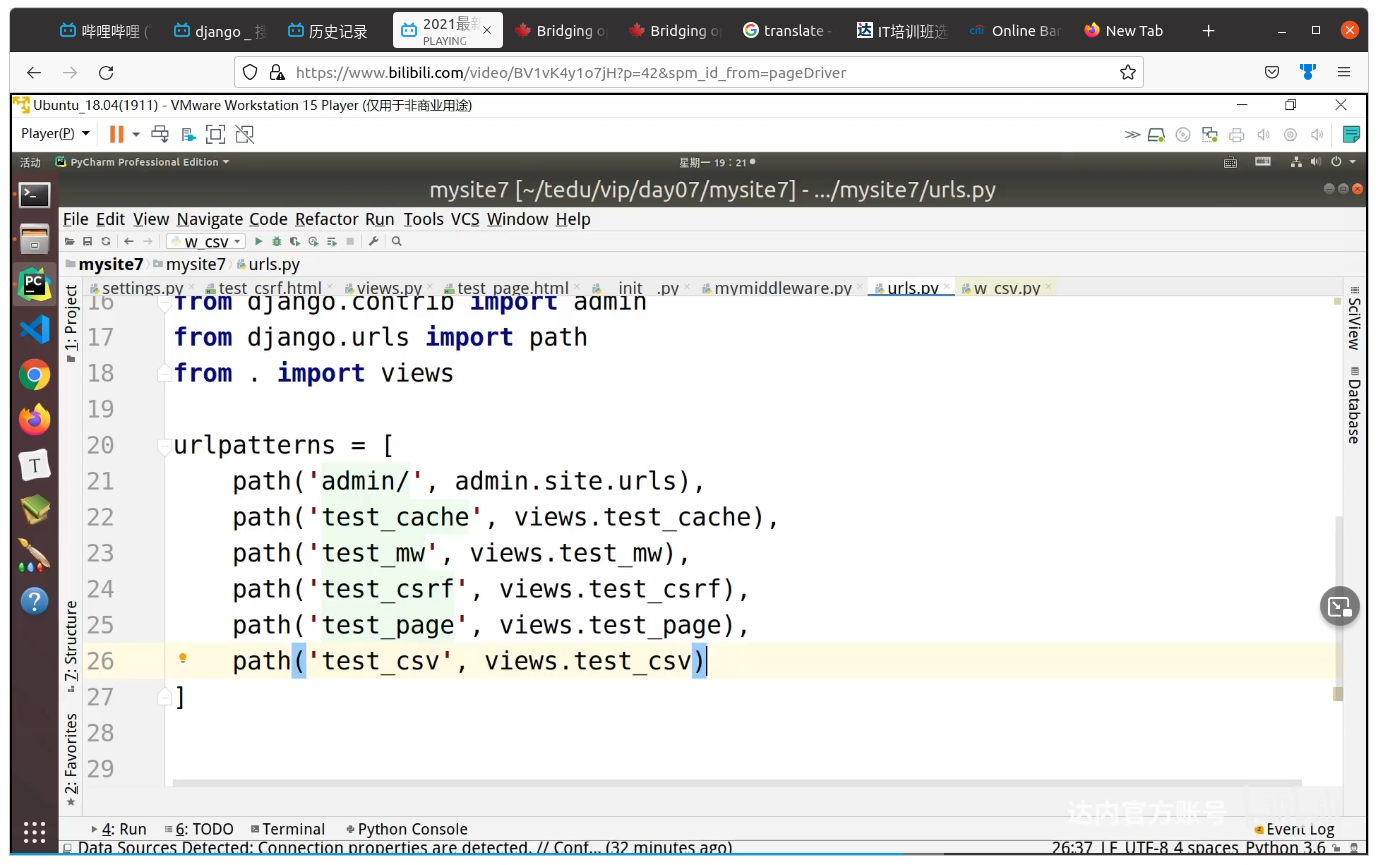 哔哩哔哩 (
django _ 搜
历史记录
2021最新
PLAYING
Bridging o
Bridging o
translate -
IT培训班选
Online Ban
New Tab
https://www.bilibili.com/video/BV1vK4y1o7jH?p=42&spm_id_from=pageDriver
Ubuntu_18.04(1911) - VMware Workstation 15 Player (仅用于非商业用途)
Player(P)
活动 PyCharm Professional Edition 星期一 19：21
mysite7 [~/tedu/vip/day07/mysite7] - .../mysite7/urls.py
File Edit View Navigate Code Refactor Run Tools VCS Window Help
w_csv
mysite7 mysite7 urls.py
settings.py test_csrf.html views.py test_page.html __init__.py mymiddleware.py urls.py w_csv.py
1: Project
7: Structure
2: Favorites
16 from django.contrib import admin
17 from django.urls import path
18 from . import views
19
20 urlpatterns = [
21     path('admin/', admin.site.urls),
22     path('test_cache', views.test_cache),
23     path('test_mw', views.test_mw),
24     path('test_csrf', views.test_csrf),
25     path('test_page', views.test_page),
26     path('test_csv', views.test_csv)
27 ]
28
29
SciView
Database
达内官方账号
4: Run 6: TODO Terminal Python Console Event Log
Data Sources Detected: Connection properties are detected. // Conf... (32 minutes ago) 26:37 LF UTF-8 4 spaces Python 3.6